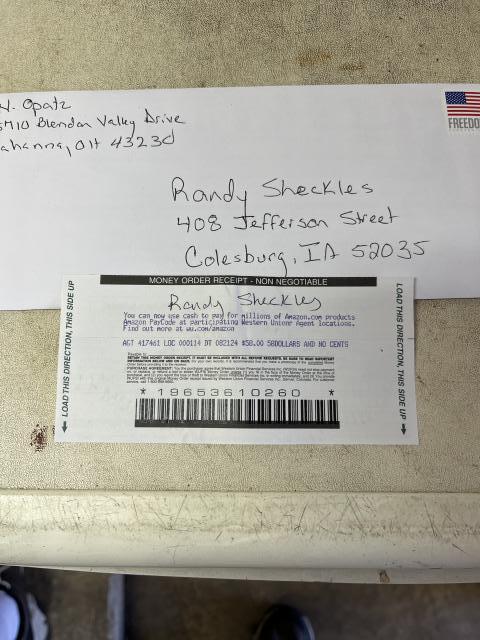 N. Opatz
Blendon Valley Drive
ahanna, OH 43230
FREEDO
Randy Sheckles
408 Jefferson Street
Colesburg, IA 52035
MONEY ORDER RECEIPT - NON NEGOTIABLE
LOAD THIS DIRECTION, THIS SIDE UP
Randy Sheckles
You can now use cash to pay for millions of Amazon.com products
Amazon PayCode at participating Western Union Agent locations.
Find out more at wu.com/amazon
AGT 417461 LOC 000114 DT 082124 $58.00 58DOLLARS AND NO CENTS
* 19653610260 *
LOAD THIS DIRECTION, THIS SIDE UP